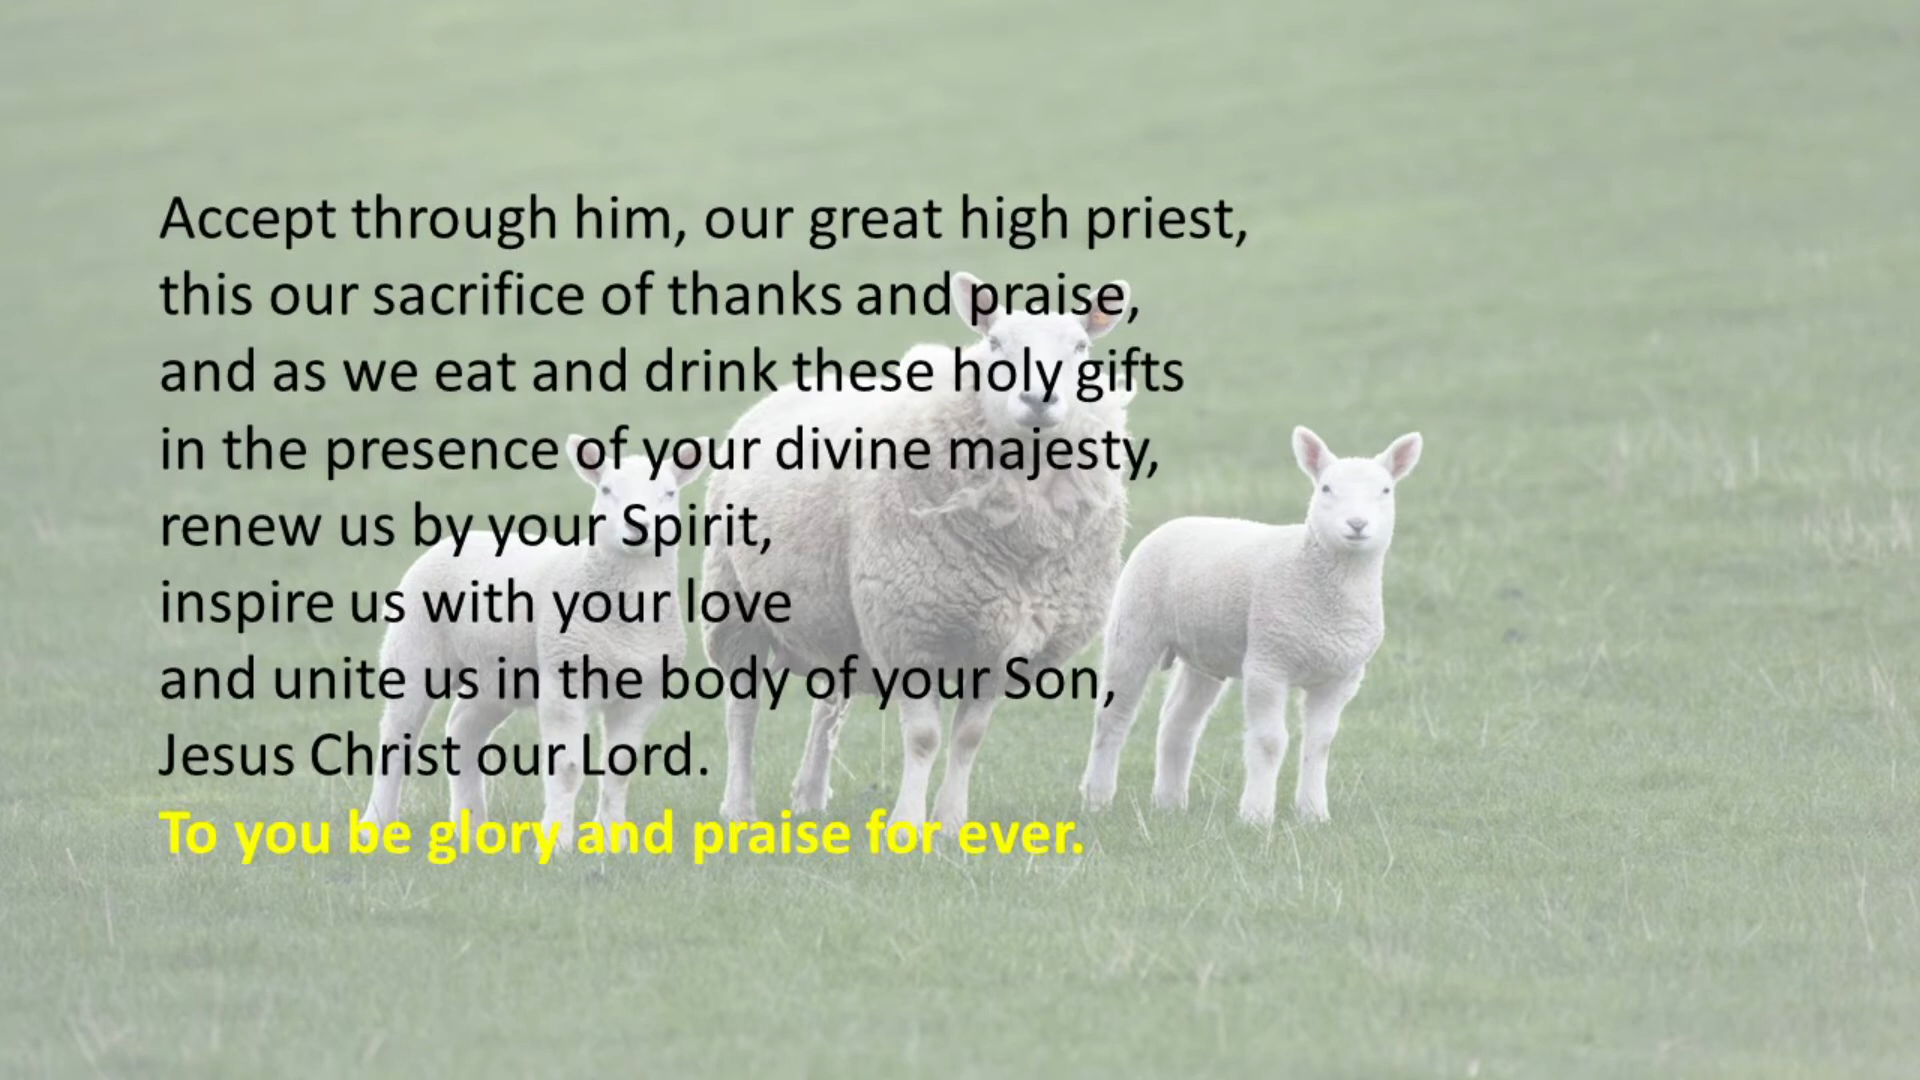 Accept through him, our great high priest,
this our sacrifice of thanks and praise,
and as we eat and drink these holy gifts
in the presence of your divine majesty,
renew us by your Spirit,
inspire us with your love
and unite us in the body of your Son,
Jesus Christ our Lord.
To you be glory and praise for ever.